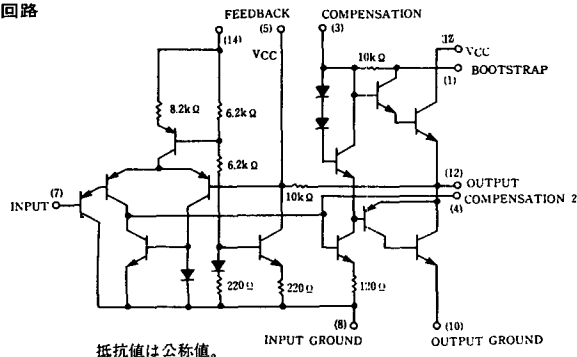 回路
FEEDBACK
COMPENSATION
(14)
(5)
(3)
12
VCC
VCC
10kΩ
(1)
BOOTSTRAP
8.2kΩ
6.2kΩ
6.2kΩ
(7)
INPUT
(12)
OUTPUT
10kΩ
COMPENSATION 2
(4)
220Ω
220Ω
120Ω
(8)
(10)
INPUT GROUND
OUTPUT GROUND
抵抗値は公称値。